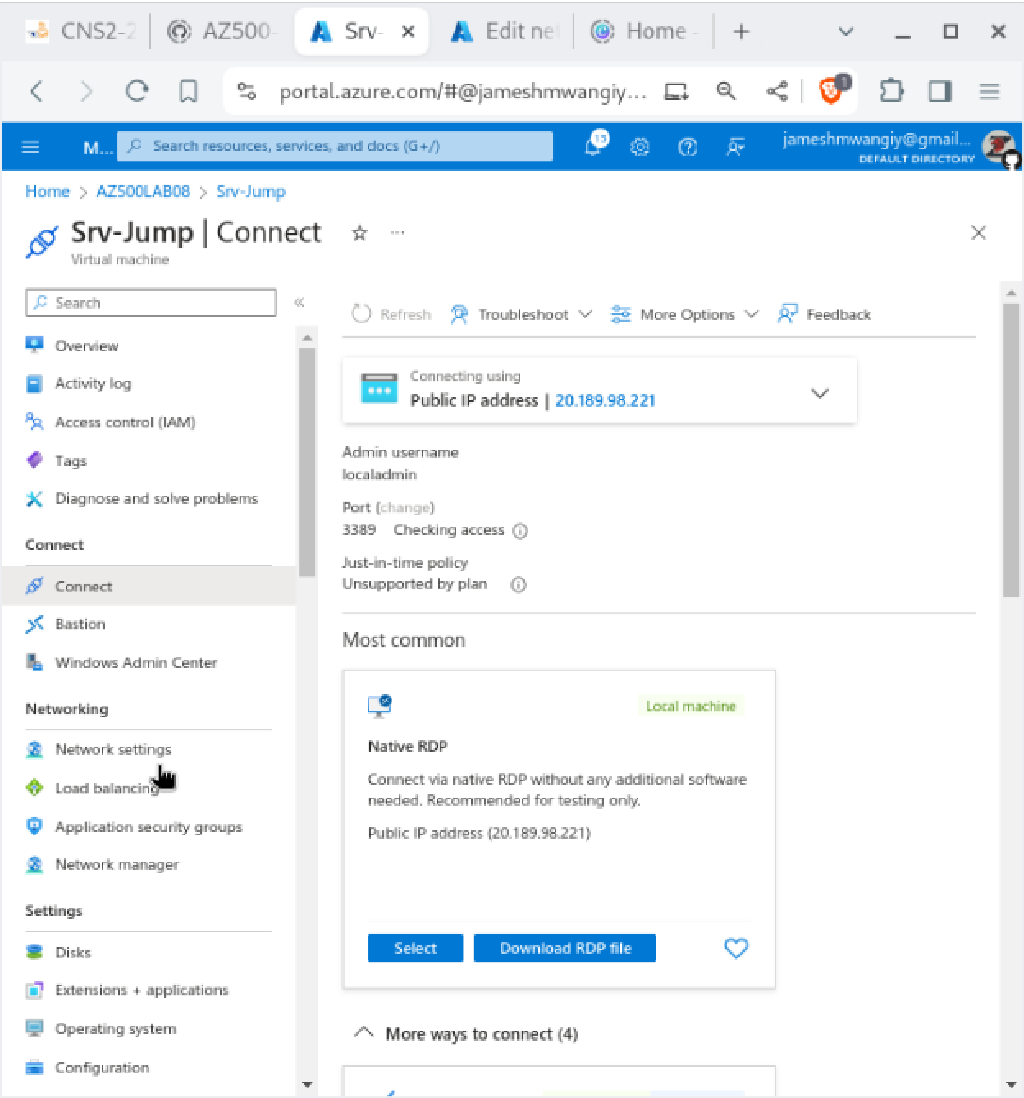 CNS2-2
AZ500-
Srv-
Edit ne
Home -
portal.azure.com/#@jameshmwangiy...
1
M...
Search resources, services, and docs (G+/)
12
jameshmwangiy@gmail...
DEFAULT DIRECTORY
Home > AZ500LAB08 > Srv-Jump
Srv-Jump | Connect
Virtual machine
Search
Overview
Activity log
Access control (IAM)
Tags
Diagnose and solve problems
Connect
Connect
Bastion
Windows Admin Center
Networking
Network settings
Load balancing
Application security groups
Network manager
Settings
Disks
Extensions + applications
Operating system
Configuration
Refresh
Troubleshoot
More Options
Feedback
Connecting using
Public IP address | 20.189.98.221
Admin username
localadmin
Port (change)
3389 Checking access
Just-in-time policy
Unsupported by plan
Most common
Local machine
Native RDP
Connect via native RDP without any additional software
needed. Recommended for testing only.
Public IP address (20.189.98.221)
Select
Download RDP file
More ways to connect (4)